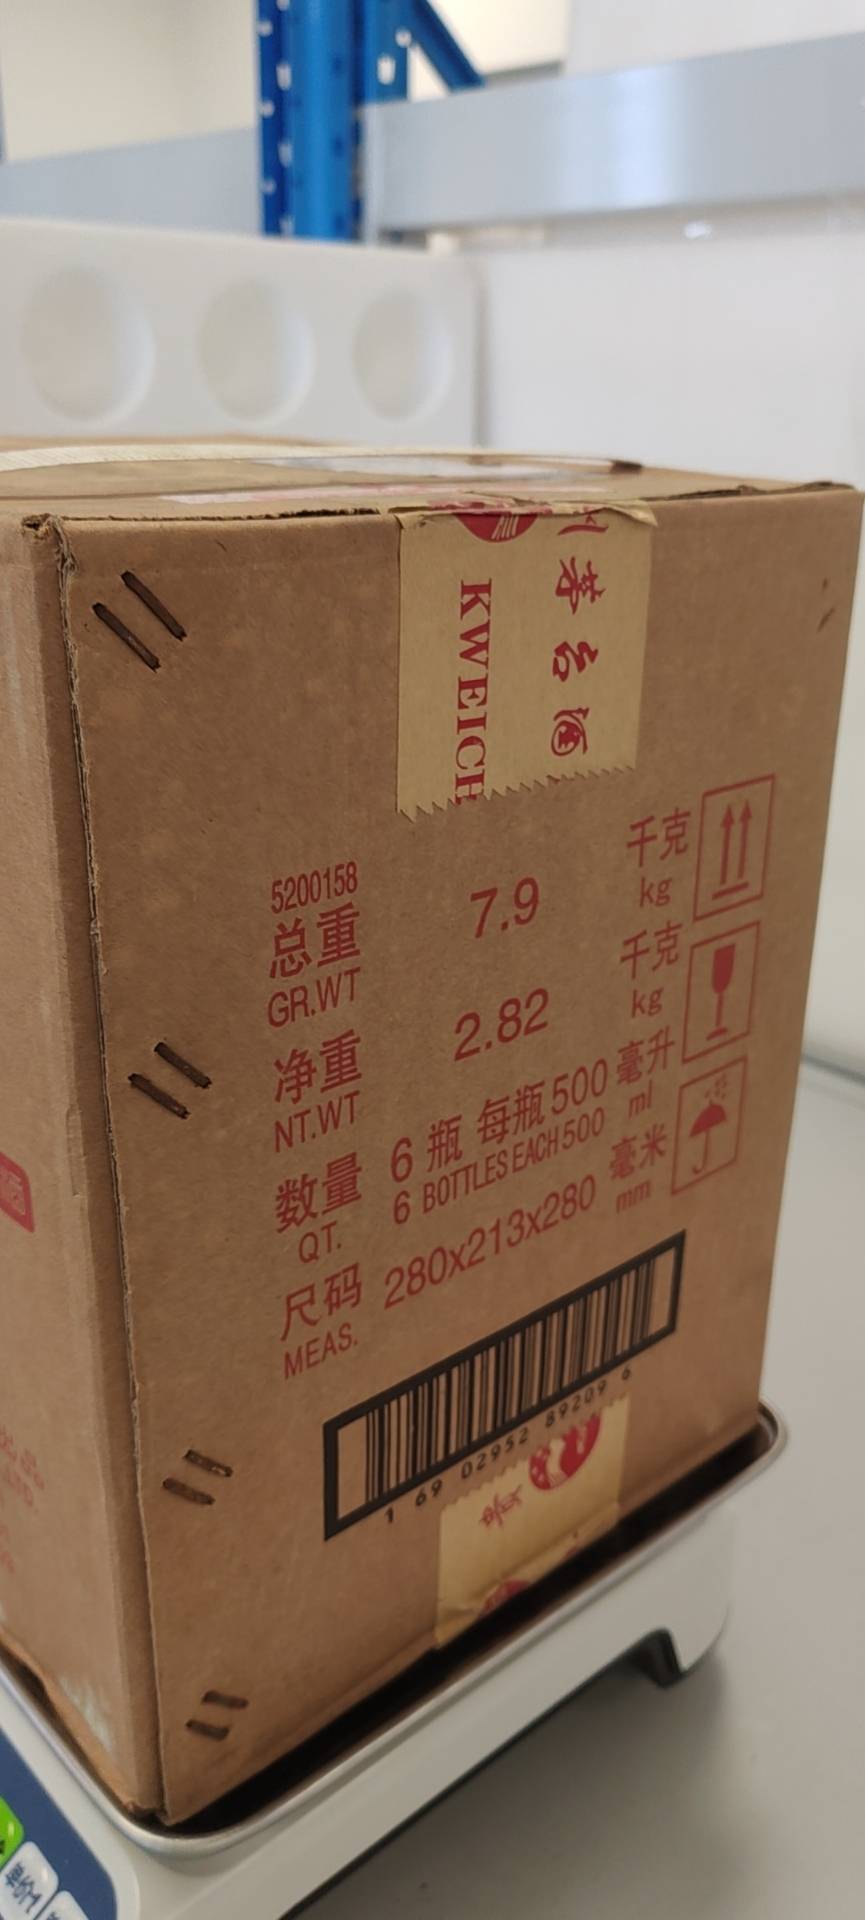 州茅台酒
KWEICH
5200158
总重 7.9 千克
GR.WT kg
净重 2.82 千克
NT.WT kg
数量 6 瓶 每瓶 500 毫升
QT. 6 BOTTLES EACH 500 ml
尺码 280x213x280 毫米
MEAS. mm
1 69 02952 89209 6